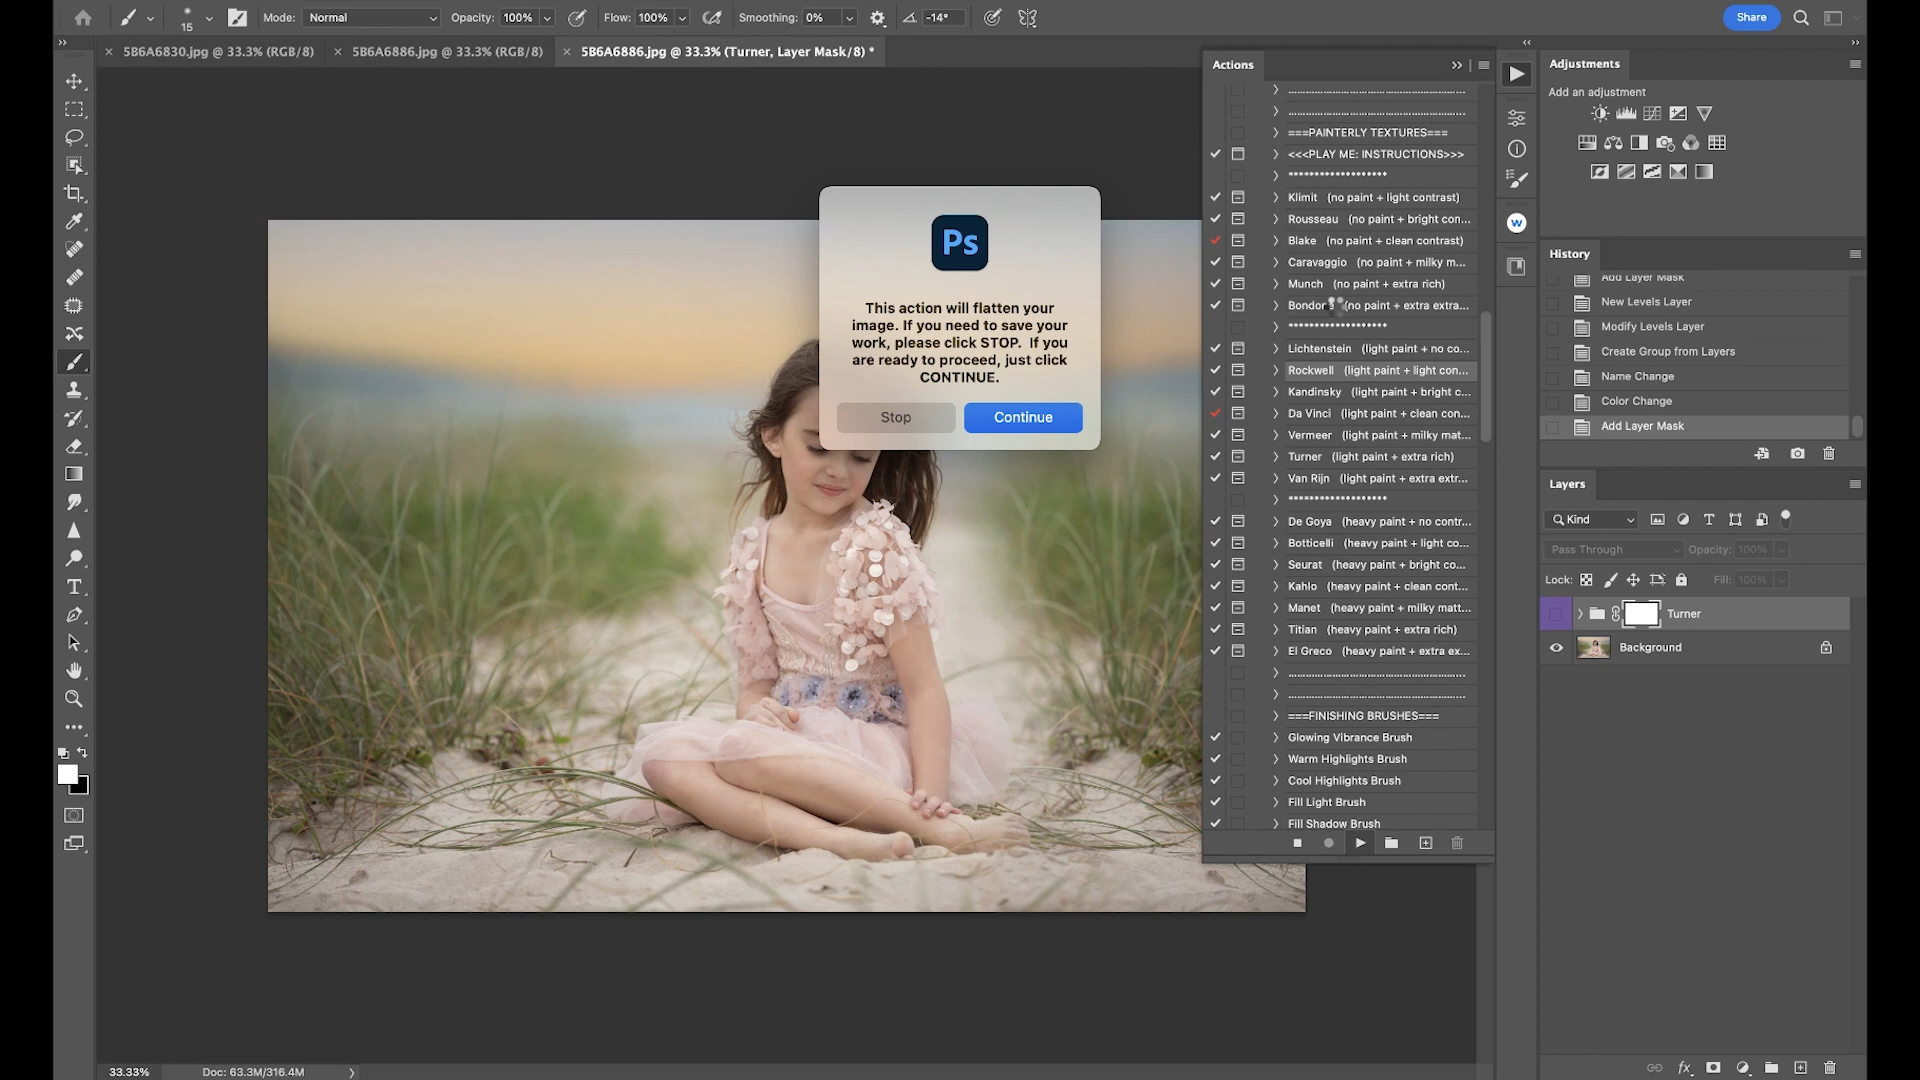 15
Mode:
Normal
Opacity:
100%
Flow:
100%
Smoothing:
0%
-14°
Share
5B6A6830.jpg @ 33.3% (RGB/8)
5B6A6886.jpg @ 33.3% (RGB/8)
5B6A6886.jpg @ 33.3% (Turner, Layer Mask/8) *
Actions
===PAINTERLY TEXTURES===
<<<PLAY ME: INSTRUCTIONS>>>
*******************
Klimit (no paint + light contrast)
Rousseau (no paint + bright con...
Blake (no paint + clean contrast)
Caravaggio (no paint + milky m...
Munch (no paint + extra rich)
(no paint + extra extra...
*******************
Lichtenstein (light paint + no co...
Rockwell (light paint + light con...
Kandinsky (light paint + bright c...
Da Vinci (light paint + clean con...
Vermeer (light paint + milky mat...
Turner (light paint + extra rich)
Van Rijn (light paint + extra extr...
*******************
De Goya (heavy paint + no contr...
Botticelli (heavy paint + light co...
Seurat (heavy paint + bright co...
Kahlo (heavy paint + clean cont...
Manet (heavy paint + milky matt...
Titian (heavy paint + extra rich)
El Greco (heavy paint + extra ex...
===FINISHING BRUSHES===
Glowing Vibrance Brush
Warm Highlights Brush
Cool Highlights Brush
Fill Light Brush
Fill Shadow Brush
Ps
This action will flatten your
image. If you need to save your
work, please click STOP. If you
are ready to proceed, just click
CONTINUE.
Stop
Continue
Adjustments
Add an adjustment
History
Add Layer Mask
New Levels Layer
Modify Levels Layer
Create Group from Layers
Name Change
Color Change
Add Layer Mask
Layers
Kind
Pass Through
Opacity: 100%
Lock:
Fill: 100%
Turner
Background
fx
33.33%
Doc: 63.3M/316.4M